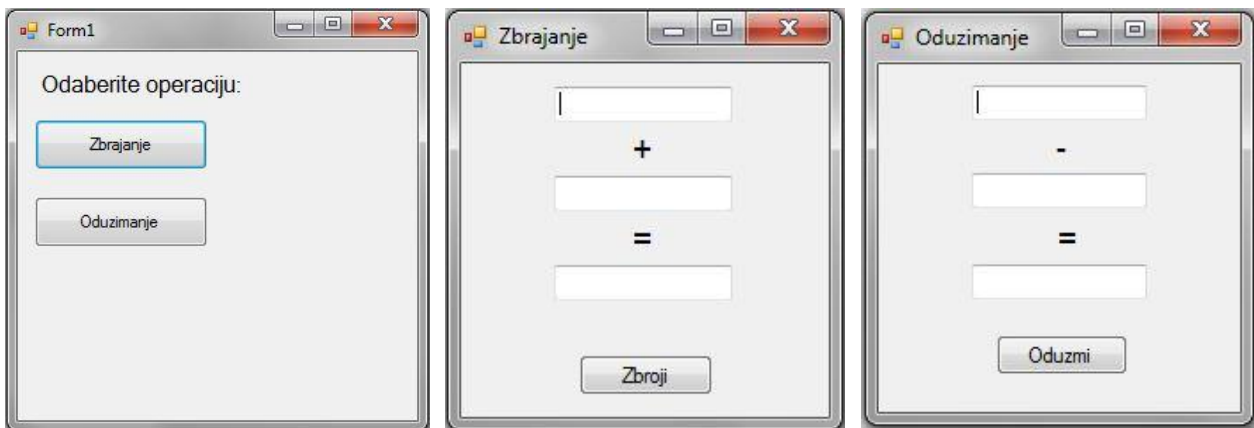 Form1
Odaberite operaciju:
Zbrajanje
Oduzimanje
Zbrajanje
+
=
Zbroji
Oduzimanje
-
=
Oduzmi